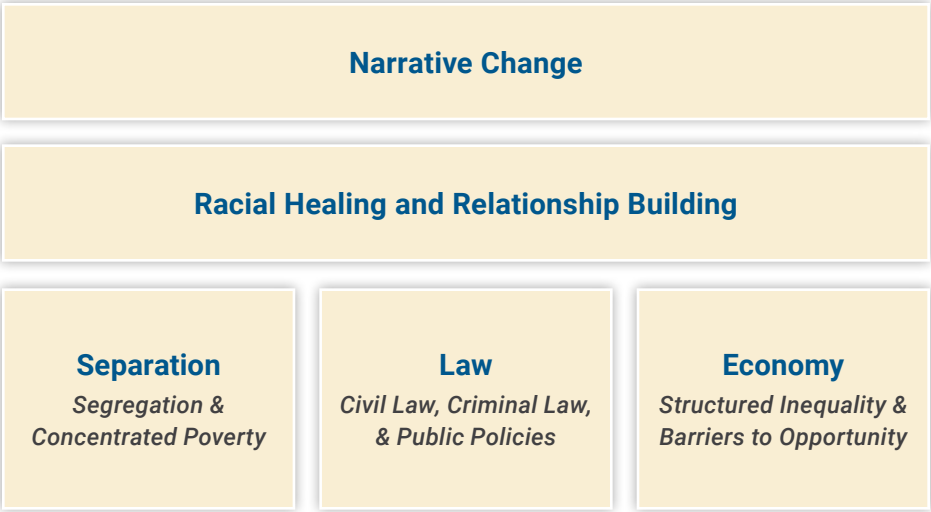 Narrative Change
Racial Healing and Relationship Building
Separation
Segregation &
Concentrated Poverty
Law
Civil Law, Criminal Law,
& Public Policies
Economy
Structured Inequality &
Barriers to Opportunity